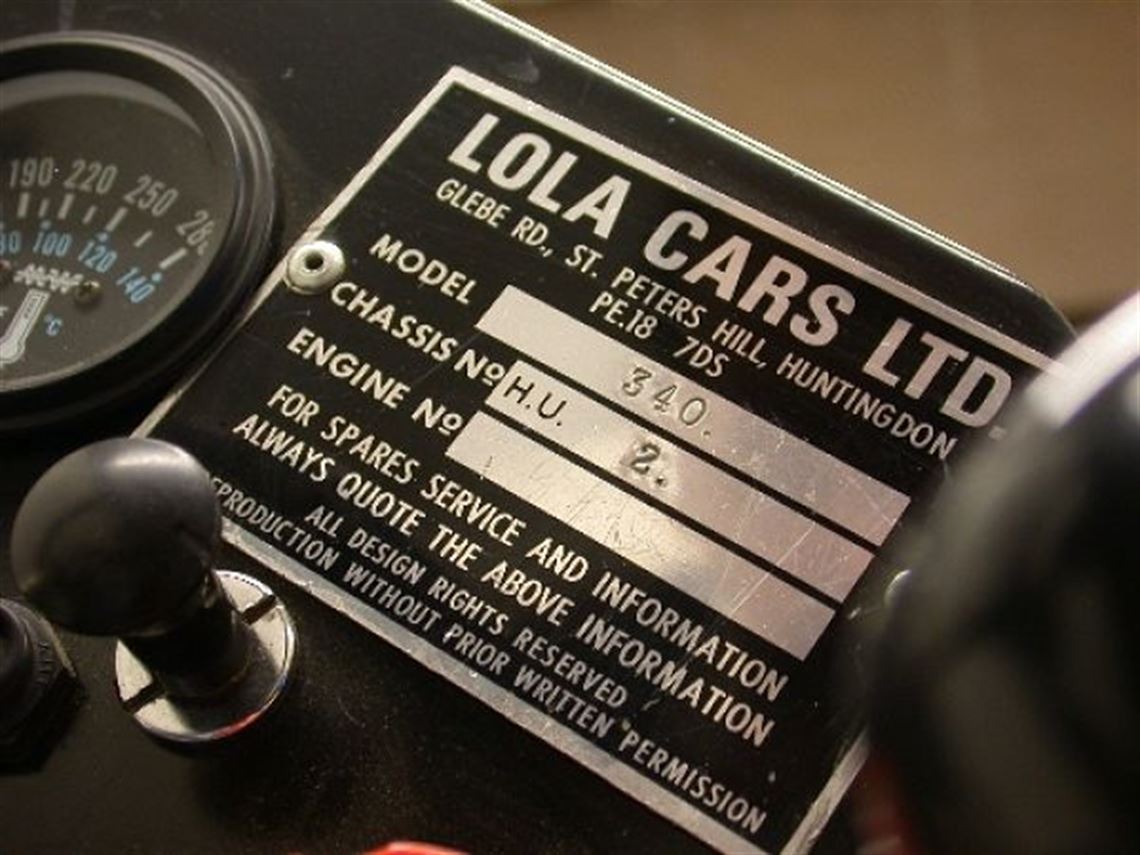 190 220 250
100 120 140
°C
LOLA CARS LTD.
GLEBE RD., ST. PETERS HILL, HUNTINGDON
PE.18 7DS
MODEL 340.
CHASSIS Nº H.U. 2.
ENGINE Nº
FOR SPARES SERVICE AND INFORMATION
ALWAYS QUOTE THE ABOVE INFORMATION
ALL DESIGN RIGHTS RESERVED
REPRODUCTION WITHOUT PRIOR WRITTEN PERMISSION